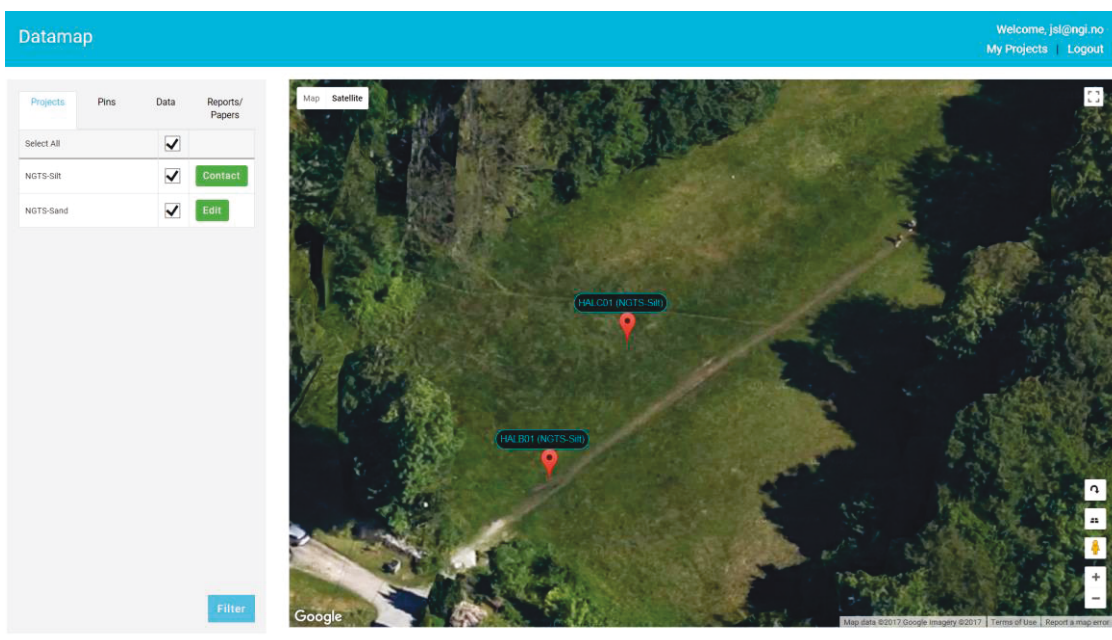 Datamap
Welcome, jsl@ngi.no
My Projects | Logout
Projects Pins Data Reports/
Papers
Select All
NGTS-Silt Contact
NGTS-Sand Edit
Filter
Map Satellite
HALC01 (NGTS-Silt)
HALB01 (NGTS-Silt)
Google
Map data ©2017 Google Imagery ©2017 Terms of Use Report a map error